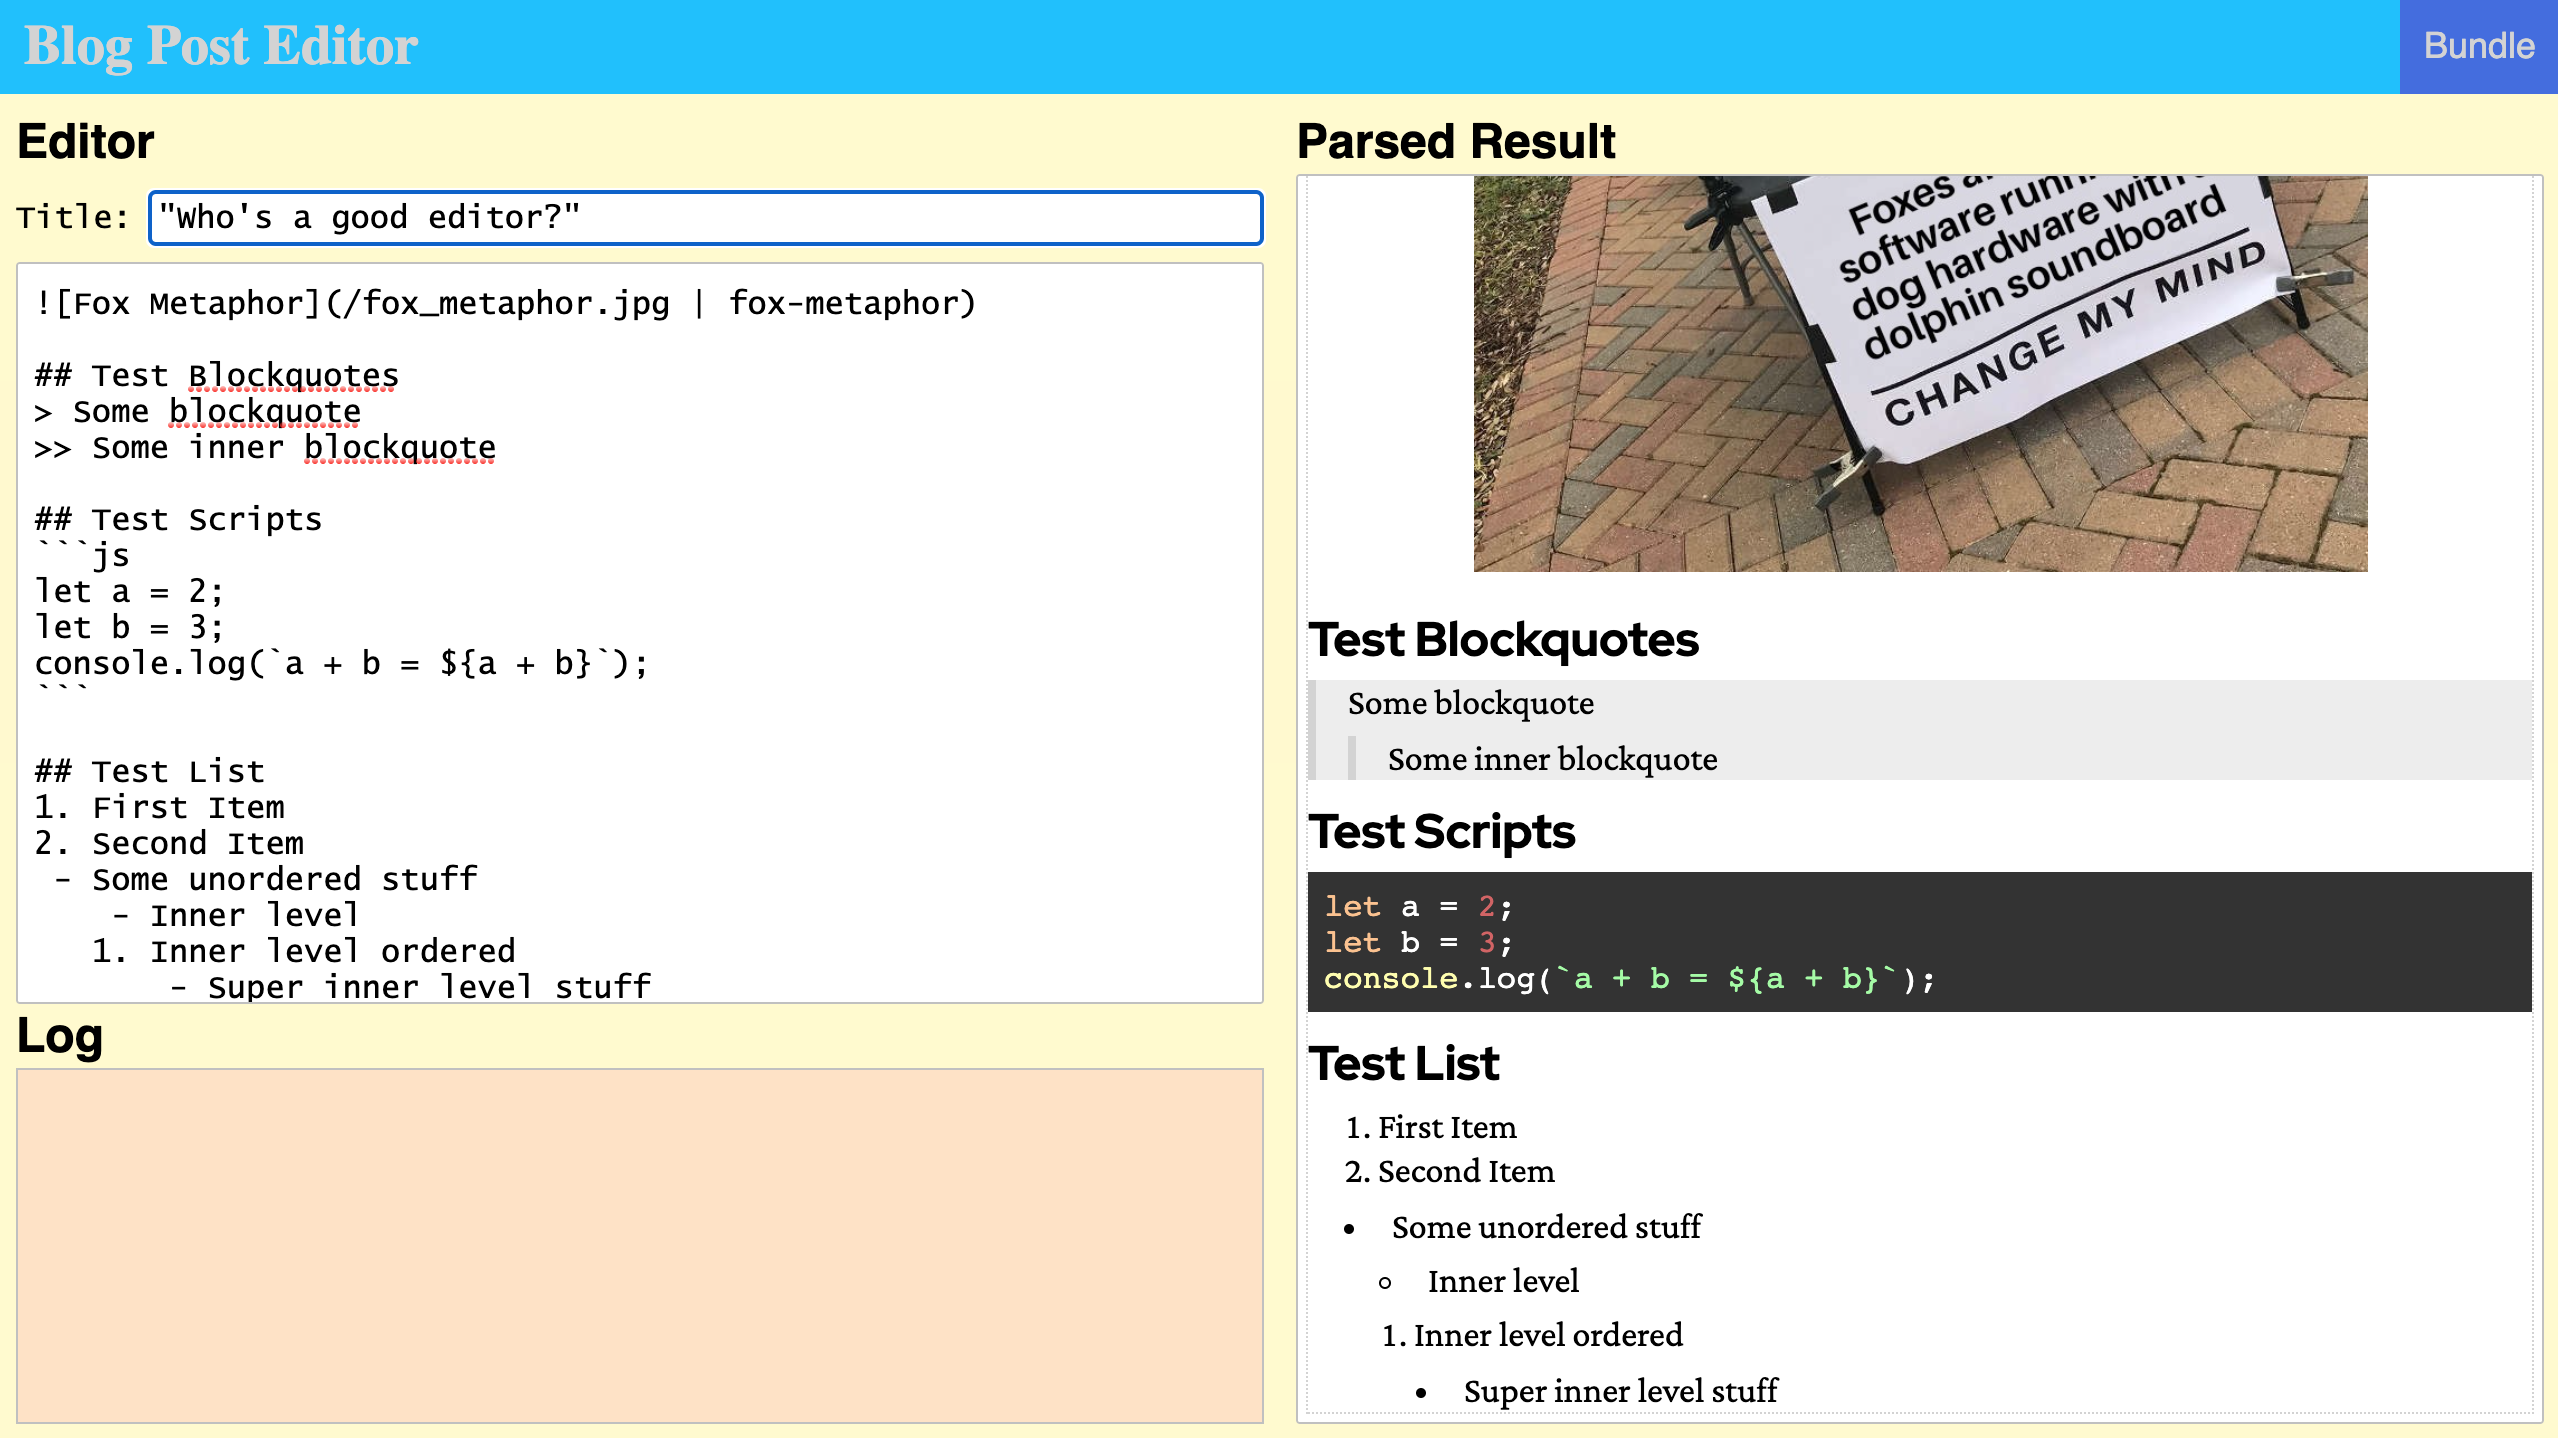 Blog Post Editor
Bundle
Editor
Title: "Who's a good editor?"
![Fox Metaphor](/fox_metaphor.jpg | fox-metaphor)
## Test Blockquotes
> Some blockquote
>> Some inner blockquote
## Test Scripts
```js
let a = 2;
let b = 3;
console.log(`a + b = ${a + b}`);
```
## Test List
1. First Item
2. Second Item
- Some unordered stuff
- Inner level
1. Inner level ordered
- Super inner level stuff
Log
Parsed Result
Foxes
software
dog hardware with
dolphin soundboard
CHANGE MY MIND
Test Blockquotes
Some blockquote
Some inner blockquote
Test Scripts
let a = 2;
let b = 3;
console.log(`a + b = ${a + b}`);
Test List
1. First Item
2. Second Item
• Some unordered stuff
◦ Inner level
1. Inner level ordered
• Super inner level stuff